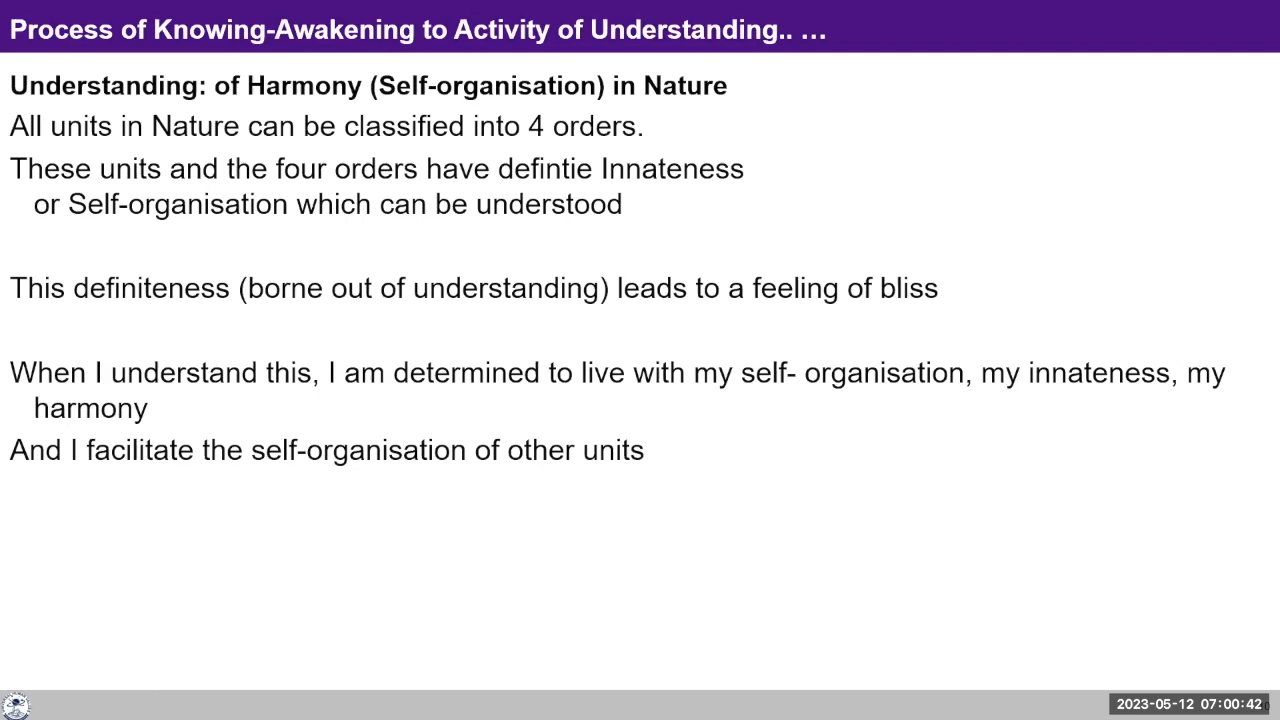 Process of Knowing-Awakening to Activity of Understanding.. …
Understanding: of Harmony (Self-organisation) in Nature
All units in Nature can be classified into 4 orders.
These units and the four orders have defintie Innateness
or Self-organisation which can be understood
This definiteness (borne out of understanding) leads to a feeling of bliss
When I understand this, I am determined to live with my self- organisation, my innateness, my
harmony
And I facilitate the self-organisation of other units
2023-05-12 07:00:42